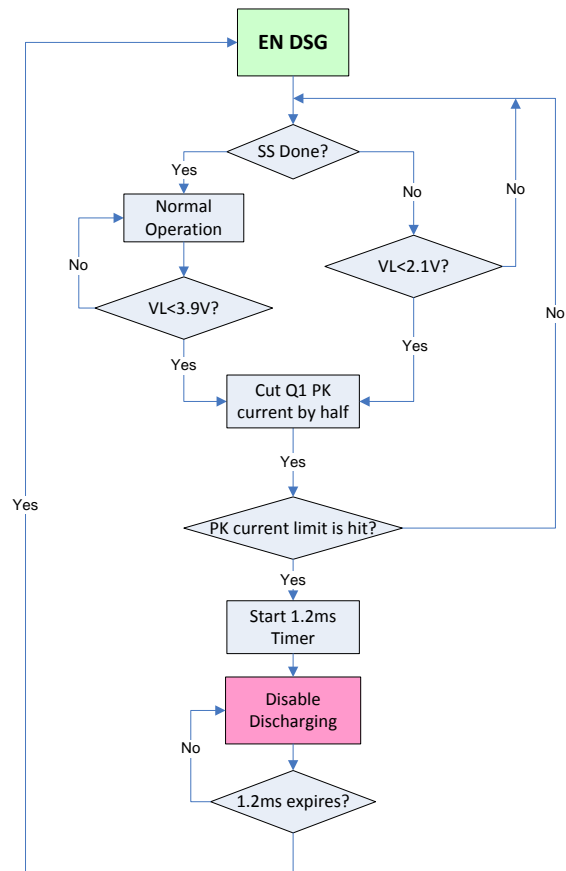 EN DSG
SS Done?
Yes
No
No
Normal
Operation
No
VL<2.1V?
VL<3.9V?
No
Yes
Yes
Cut Q1 PK
current by half
Yes
Yes
PK current limit is hit?
Yes
Start 1.2ms
Timer
Disable
Discharging
No
1.2ms expires?